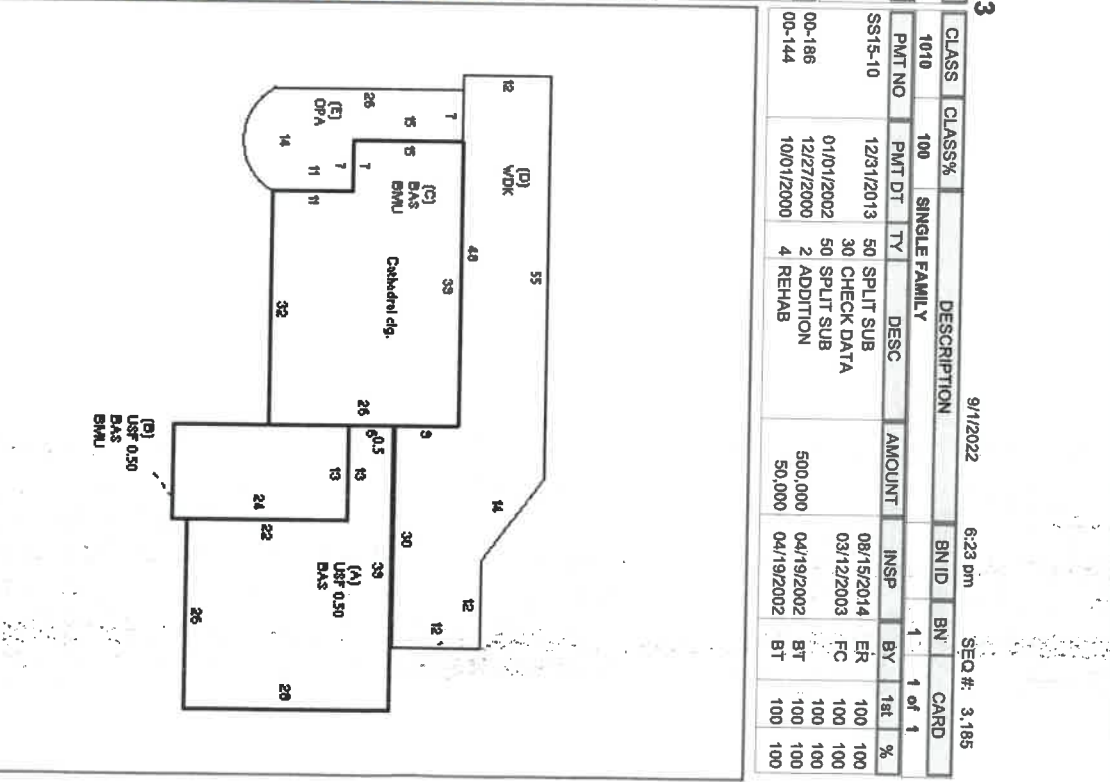 3
9/1/2022 6:23 pm SEQ #: 3,185
CLASS CLASS% DESCRIPTION BN ID BN CARD
1010 100 SINGLE FAMILY 1 1 of 1
PMT NO PMT DT TY DESC AMOUNT INSP BY 1st %
SS15-10 12/31/2013 50 SPLIT SUB 08/15/2014 ER 100 100
30 CHECK DATA 03/12/2003 FC 100 100
01/01/2002 50 SPLIT SUB 100 100
00-186 12/27/2000 2 ADDITION 500,000 04/19/2002 BT 100 100
00-144 10/01/2000 4 REHAB 50,000 04/19/2002 BT 100 100
55
12
(D)
WDK
14
12
12
48
39
9
30
39
7
15
15
26
(E)
OPA
7
7
14
11
11
(C)
BAS
BMU
Cathedral clg.
26
32
0.5
13
13
(A)
USF 0.50
BAS
24
22
26
(B)
USF 0.50
BAS
BMU